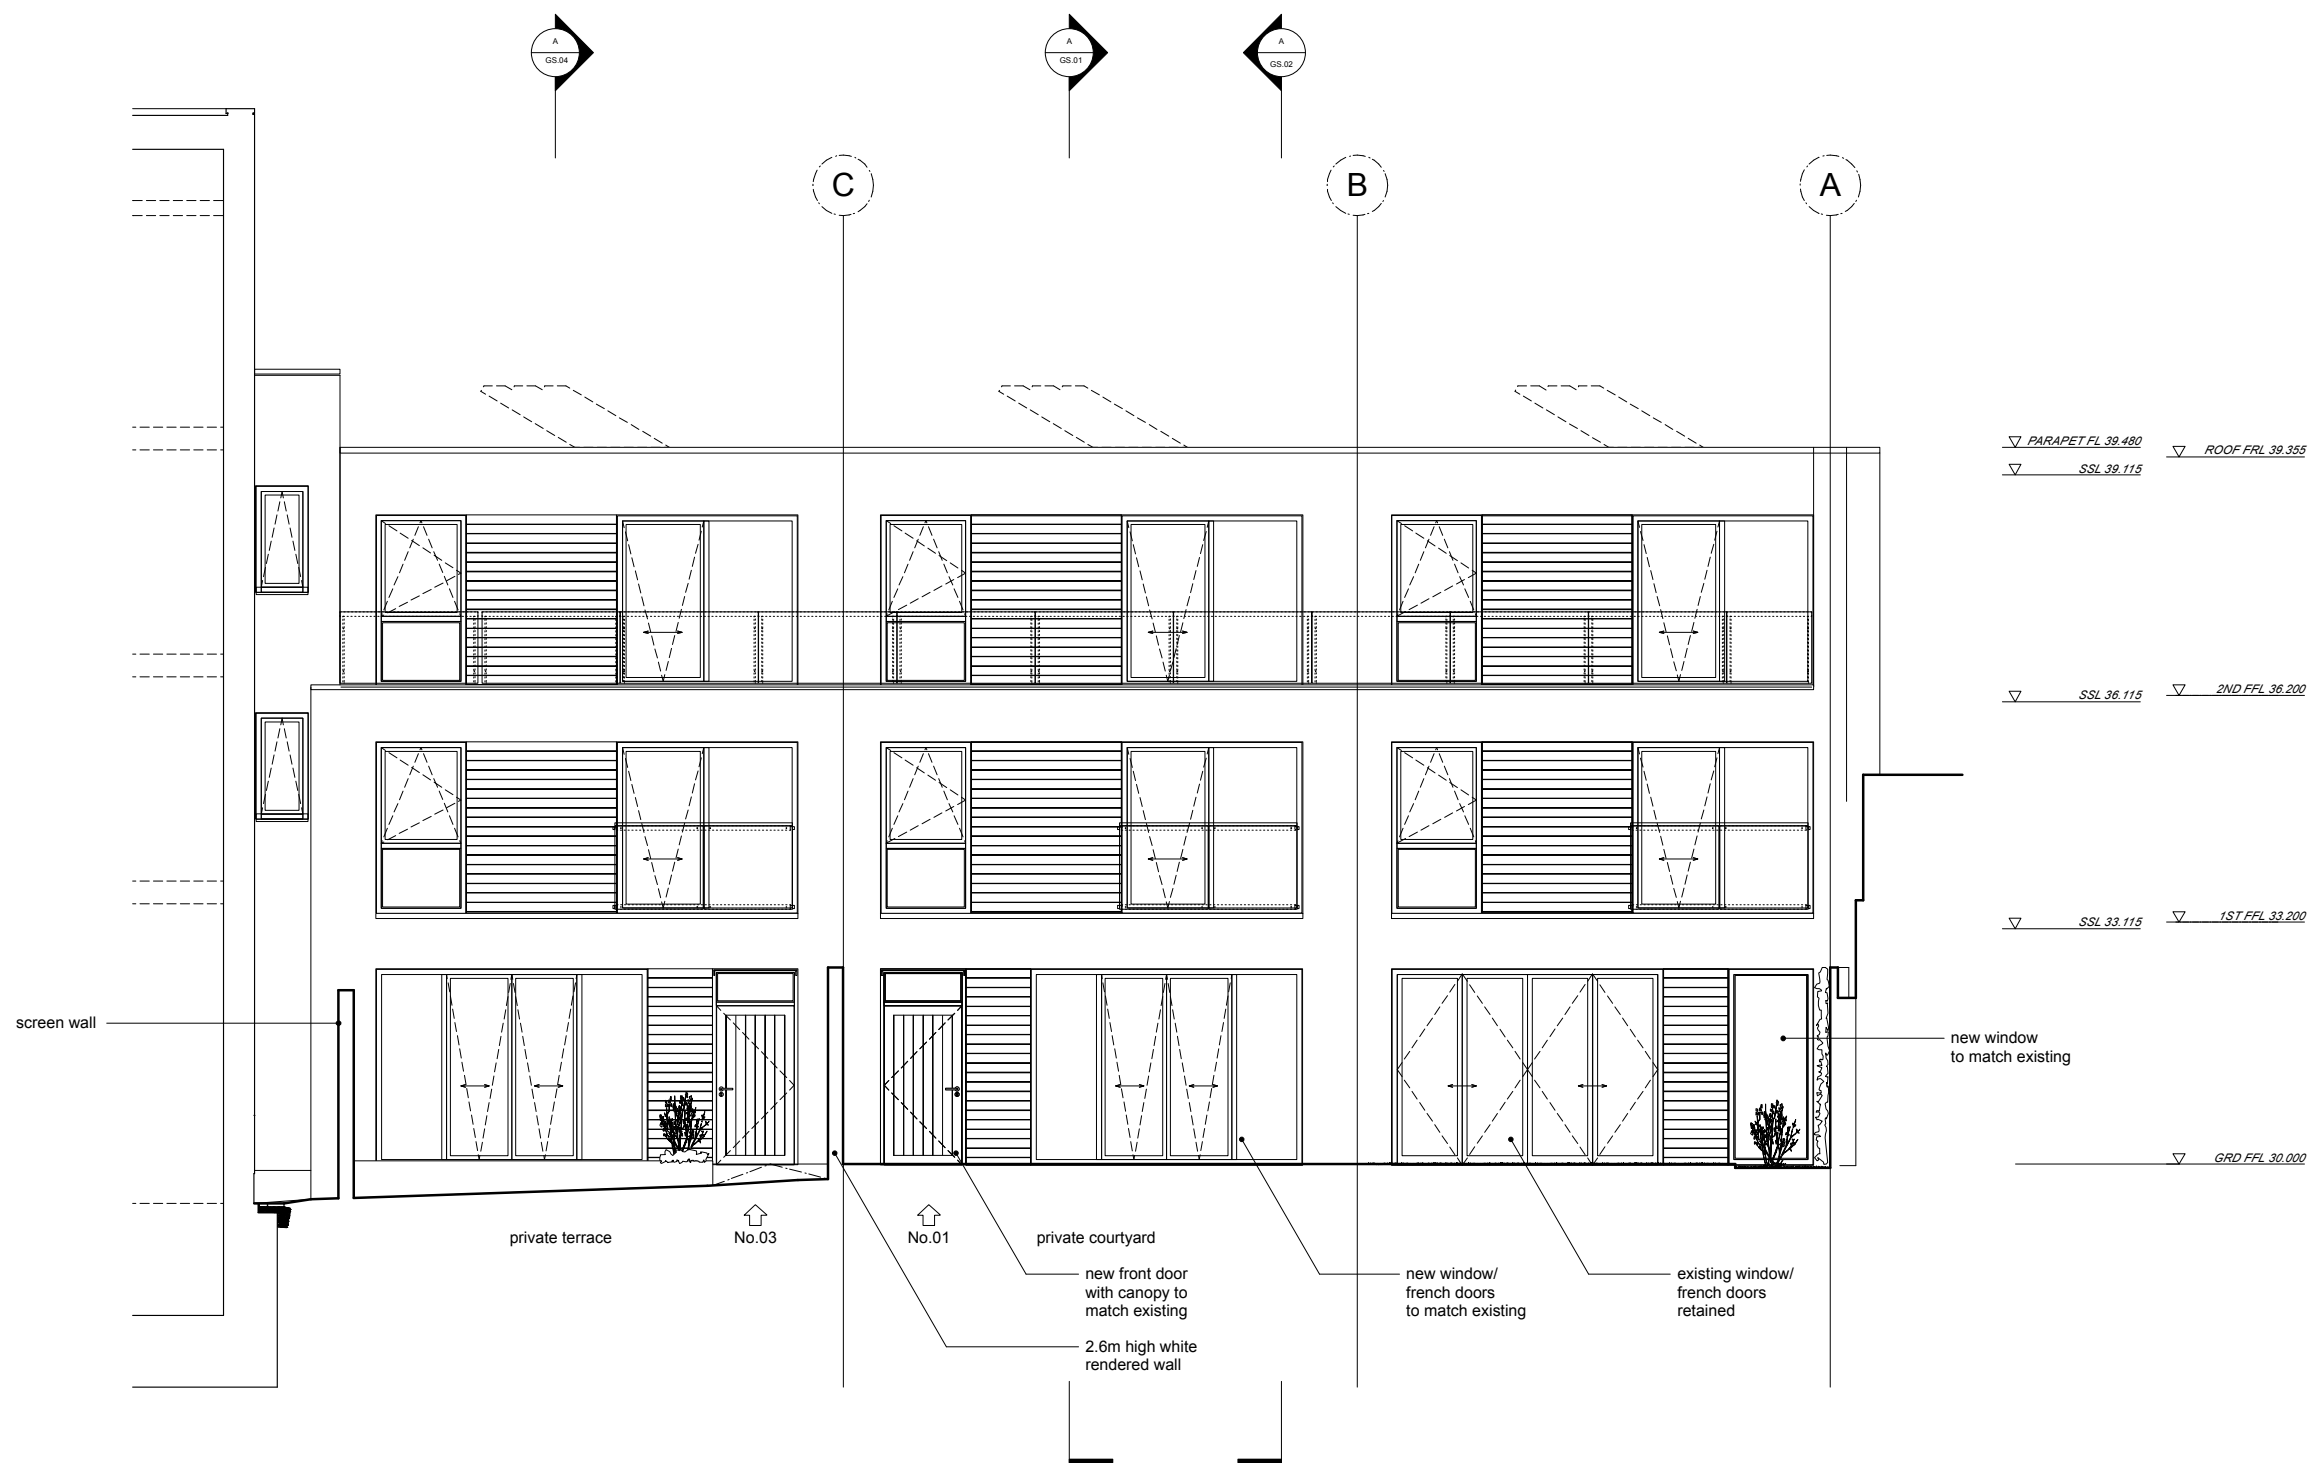 A
GS.04
A
GS.01
A
GS.02
C
B
A
PARAPET FL 39.480
ROOF FRL 39.355
SSL 39.115
SSL 36.115
2ND FFL 36.200
SSL 33.115
1ST FFL 33.200
screen wall
new window
to match existing
GRD FFL 30.000
private terrace
No.03
No.01
private courtyard
new front door
with canopy to
match existing
new window/
french doors
to match existing
existing window/
french doors
retained
2.6m high white
rendered wall